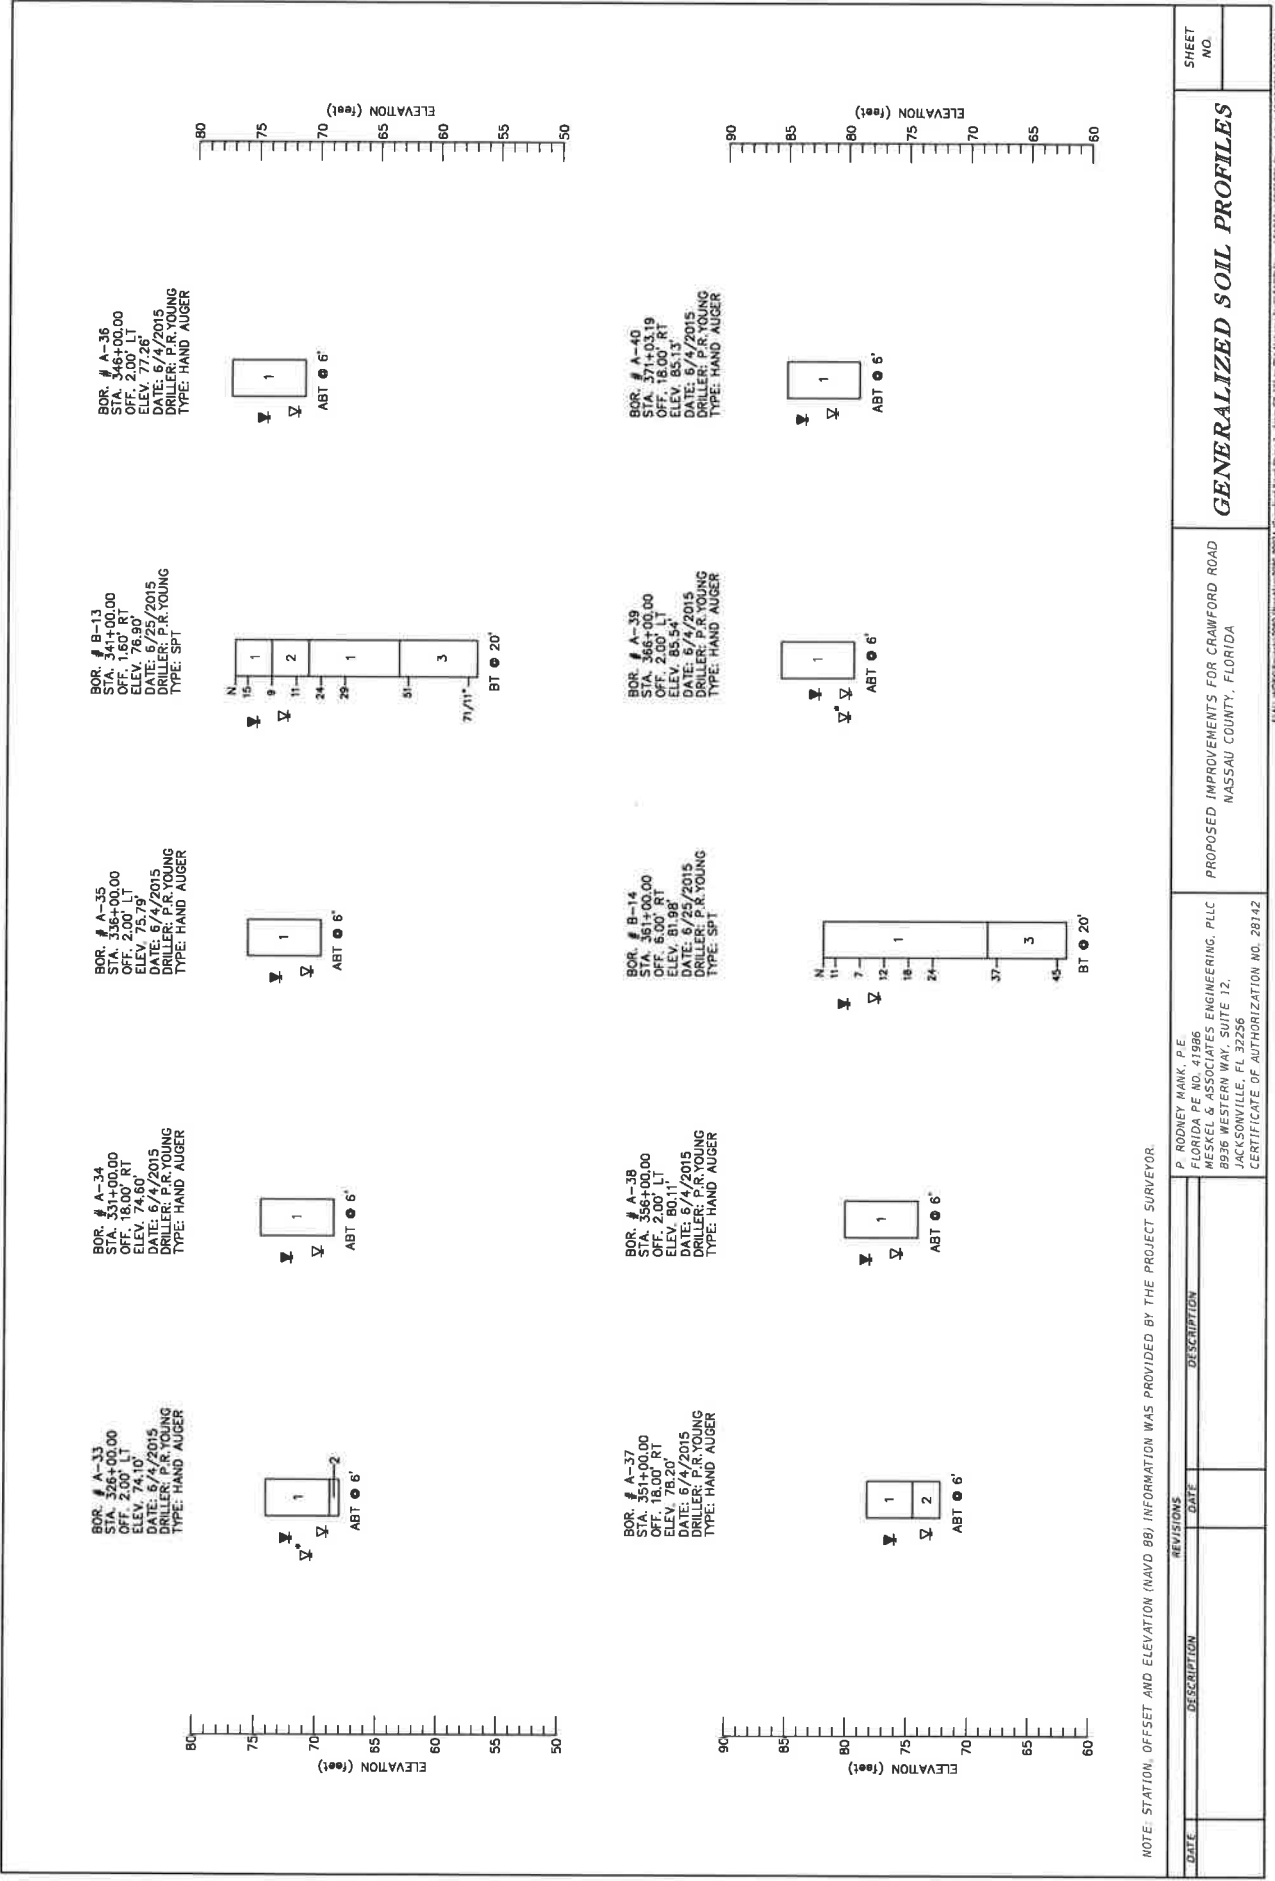 BOR. # A-33
STA. 326+00.00
OFF. 2.00' LT
ELEV. 74.10'
DATE: 6/4/2015
DRILLER: P.R.YOUNG
TYPE: HAND AUGER
1
2
ABT @ 6'
BOR. # A-34
STA. 331+00.00
OFF. 18.00' RT
ELEV. 74.60'
DATE: 6/4/2015
DRILLER: P.R.YOUNG
TYPE: HAND AUGER
1
ABT @ 6'
BOR. # A-35
STA. 336+00.00
OFF. 2.00' LT
ELEV. 75.79'
DATE: 6/4/2015
DRILLER: P.R.YOUNG
TYPE: HAND AUGER
1
ABT @ 6'
BOR. # B-13
STA. 341+00.00
OFF. 1.60' RT
ELEV. 76.90'
DATE: 6/25/2015
DRILLER: P.R.YOUNG
TYPE: SPT
N
15
9
11
24
29
51
71/11"
1
2
1
3
BT @ 20'
BOR. # A-36
STA. 346+00.00
OFF. 2.00' LT
ELEV. 77.26'
DATE: 6/4/2015
DRILLER: P.R.YOUNG
TYPE: HAND AUGER
1
ABT @ 6'
ELEVATION (feet)
80
75
70
65
60
55
50
ELEVATION (feet)
80
75
70
65
60
55
50
BOR. # A-37
STA. 351+00.00
OFF. 18.00' RT
ELEV. 78.20'
DATE: 6/4/2015
DRILLER: P.R.YOUNG
TYPE: HAND AUGER
1
2
ABT @ 6'
BOR. # A-38
STA. 356+00.00
OFF. 2.00' LT
ELEV. 80.11'
DATE: 6/4/2015
DRILLER: P.R.YOUNG
TYPE: HAND AUGER
1
ABT @ 6'
BOR. # B-14
STA. 361+00.00
OFF. 6.00' RT
ELEV. 81.98'
DATE: 6/25/2015
DRILLER: P.R.YOUNG
TYPE: SPT
N
11
7
12
18
24
37
45
1
3
BT @ 20'
BOR. # A-39
STA. 366+00.00
OFF. 2.00' LT
ELEV. 85.54'
DATE: 6/4/2015
DRILLER: P.R.YOUNG
TYPE: HAND AUGER
1
ABT @ 6'
BOR. # A-40
STA. 371+03.19
OFF. 18.00' RT
ELEV. 85.13'
DATE: 6/4/2015
DRILLER: P.R.YOUNG
TYPE: HAND AUGER
1
ABT @ 6'
ELEVATION (feet)
90
85
80
75
70
65
60
ELEVATION (feet)
90
85
80
75
70
65
60
NOTE: STATION, OFFSET AND ELEVATION (NAVD 88) INFORMATION WAS PROVIDED BY THE PROJECT SURVEYOR.
REVISIONS
DATE
DESCRIPTION
DATE
DESCRIPTION
P. RODNEY MANK, P.E.
FLORIDA PE NO. 41986
MESKEL & ASSOCIATES ENGINEERING, PLLC
8936 WESTERN WAY, SUITE 12,
JACKSONVILLE, FL 32256
CERTIFICATE OF AUTHORIZATION NO. 28142
PROPOSED IMPROVEMENTS FOR CRAWFORD ROAD
NASSAU COUNTY, FLORIDA
GENERALIZED SOIL PROFILES
SHEET
NO.